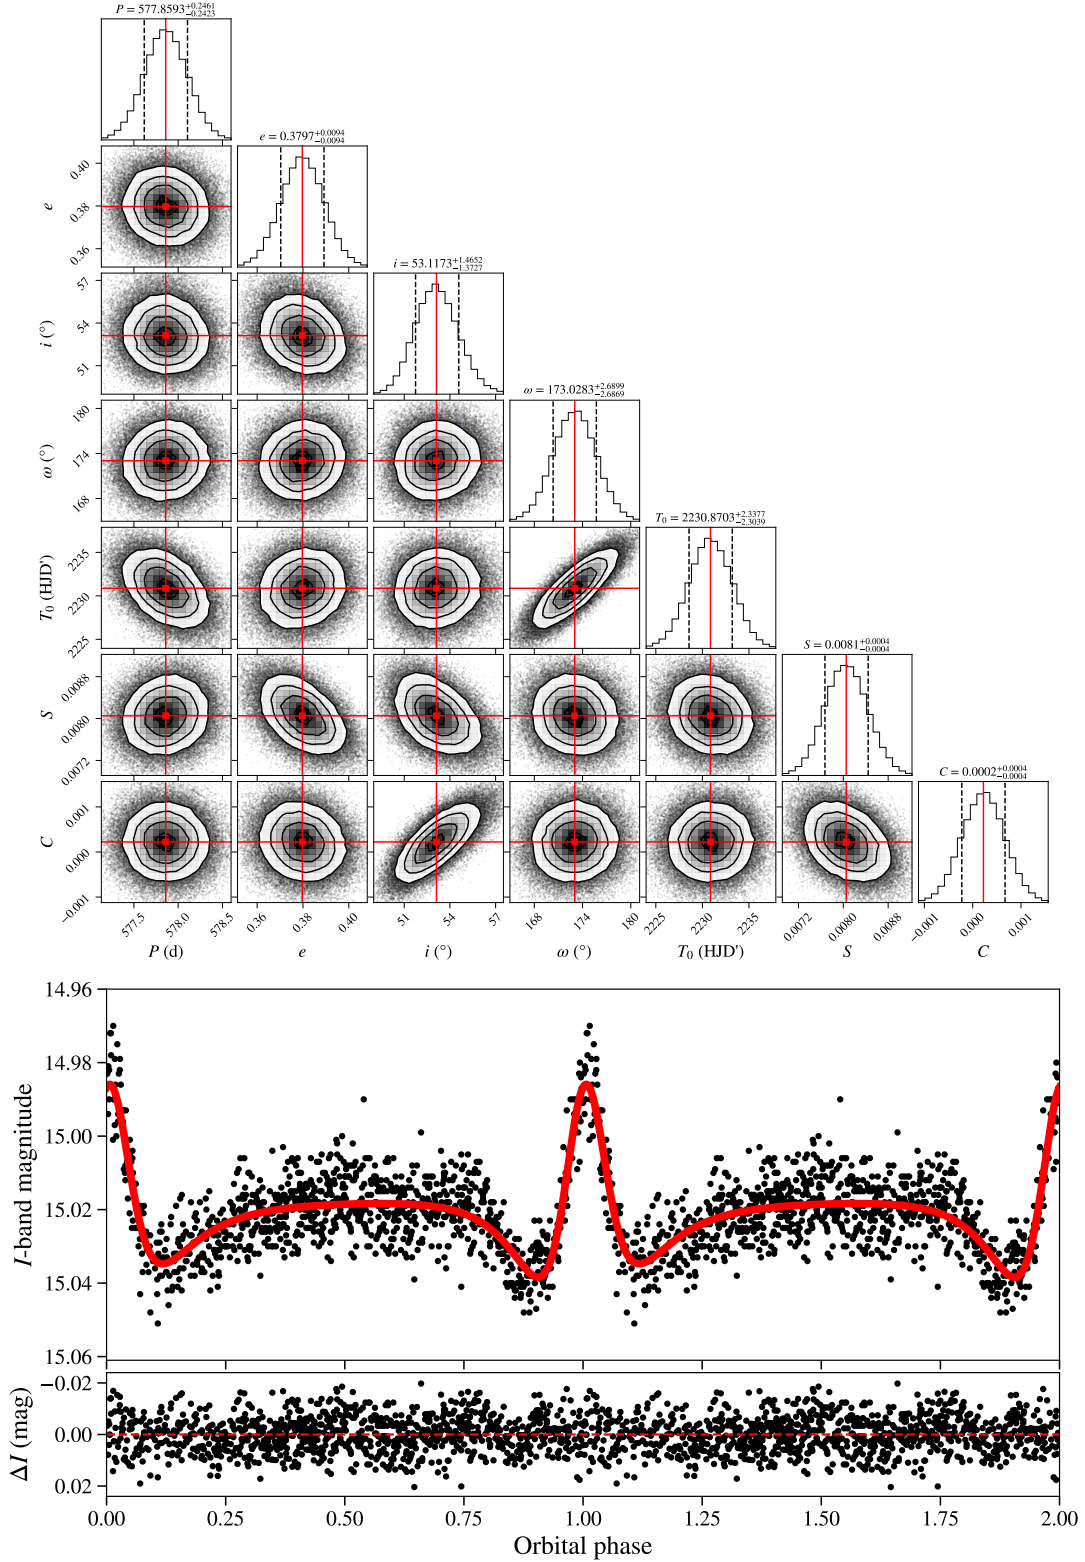 P = 577.8593+0.2461−0.2423
e = 0.3797+0.0094−0.0094
0.40
0.38
0.36
e
i = 53.1173+1.4652−1.3727
57
54
51
i (°)
ω = 173.0283+2.6899−2.6869
180
174
168
ω (°)
T0 = 2230.8703+2.3377−2.3039
2235
2230
2225
T0 (HJD')
S = 0.0081+0.0004−0.0004
0.0088
0.0080
0.0072
S
C = 0.0002+0.0004−0.0004
0.001
0.000
−0.001
C
577.5 578.0 578.5 0.36 0.38 0.40 51 54 57 168 174 180 2225 2230 2235 0.0072 0.0080 0.0088 −0.001 0.000 0.001
P (d) e i (°) ω (°) T0 (HJD') S C
14.96
14.98
15.00
15.02
15.04
15.06
I-band magnitude
−0.02
0.00
0.02
ΔI (mag)
0.00 0.25 0.50 0.75 1.00 1.25 1.50 1.75 2.00
Orbital phase